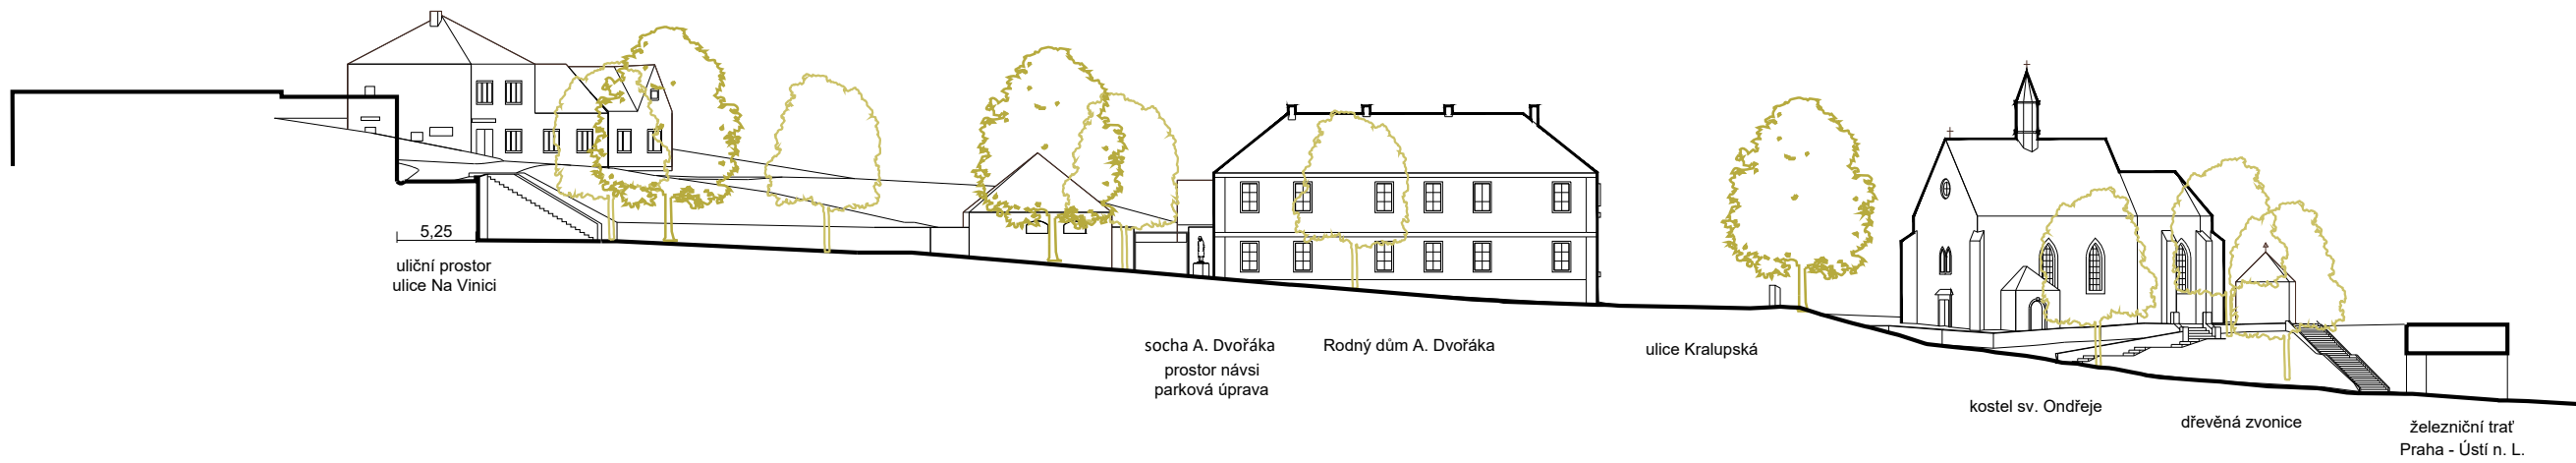 5,25
uliční prostor
ulice Na Vinici
socha A. Dvořáka
prostor návsi
parková úprava
Rodný dům A. Dvořáka
ulice Kralupská
kostel sv. Ondřeje
dřevěná zvonice
železniční trať
Praha - Ústí n. L.